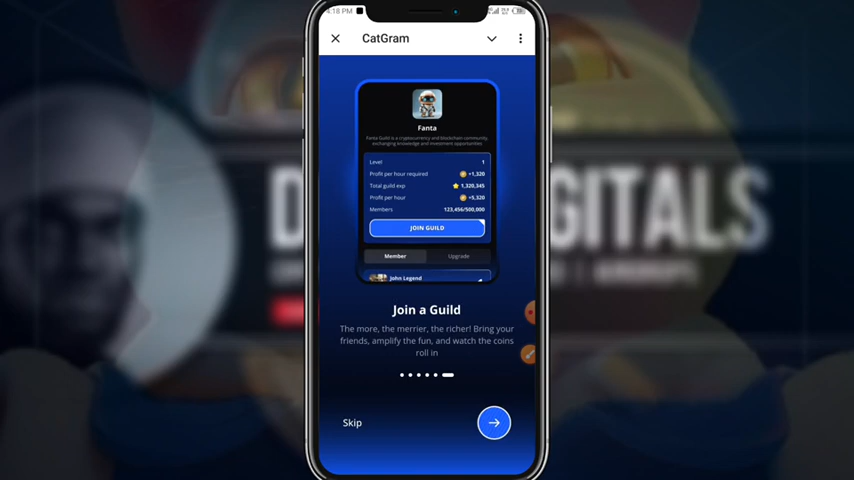 4:18 PM
CatGram
Fanta
Fanta Guild is a cryptocurrency and blockchain community,
exchanging knowledge and investment opportunities
Level 1
Profit per hour required +1,320
Total guild exp 1,320,345
Profit per hour +5,320
Members 123,456/500,000
JOIN GUILD
Member Upgrade
John Legend
Join a Guild
The more, the merrier, the richer! Bring your
friends, amplify the fun, and watch the coins
roll in
Skip